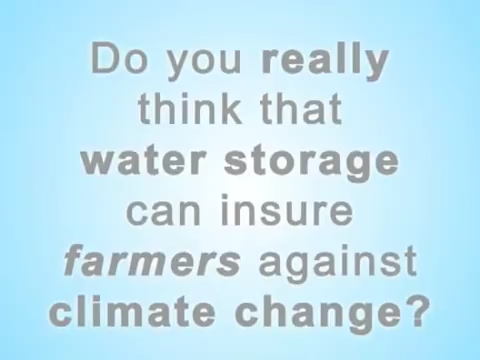 Do you really
think that
water storage
can insure
farmers against
climate change?